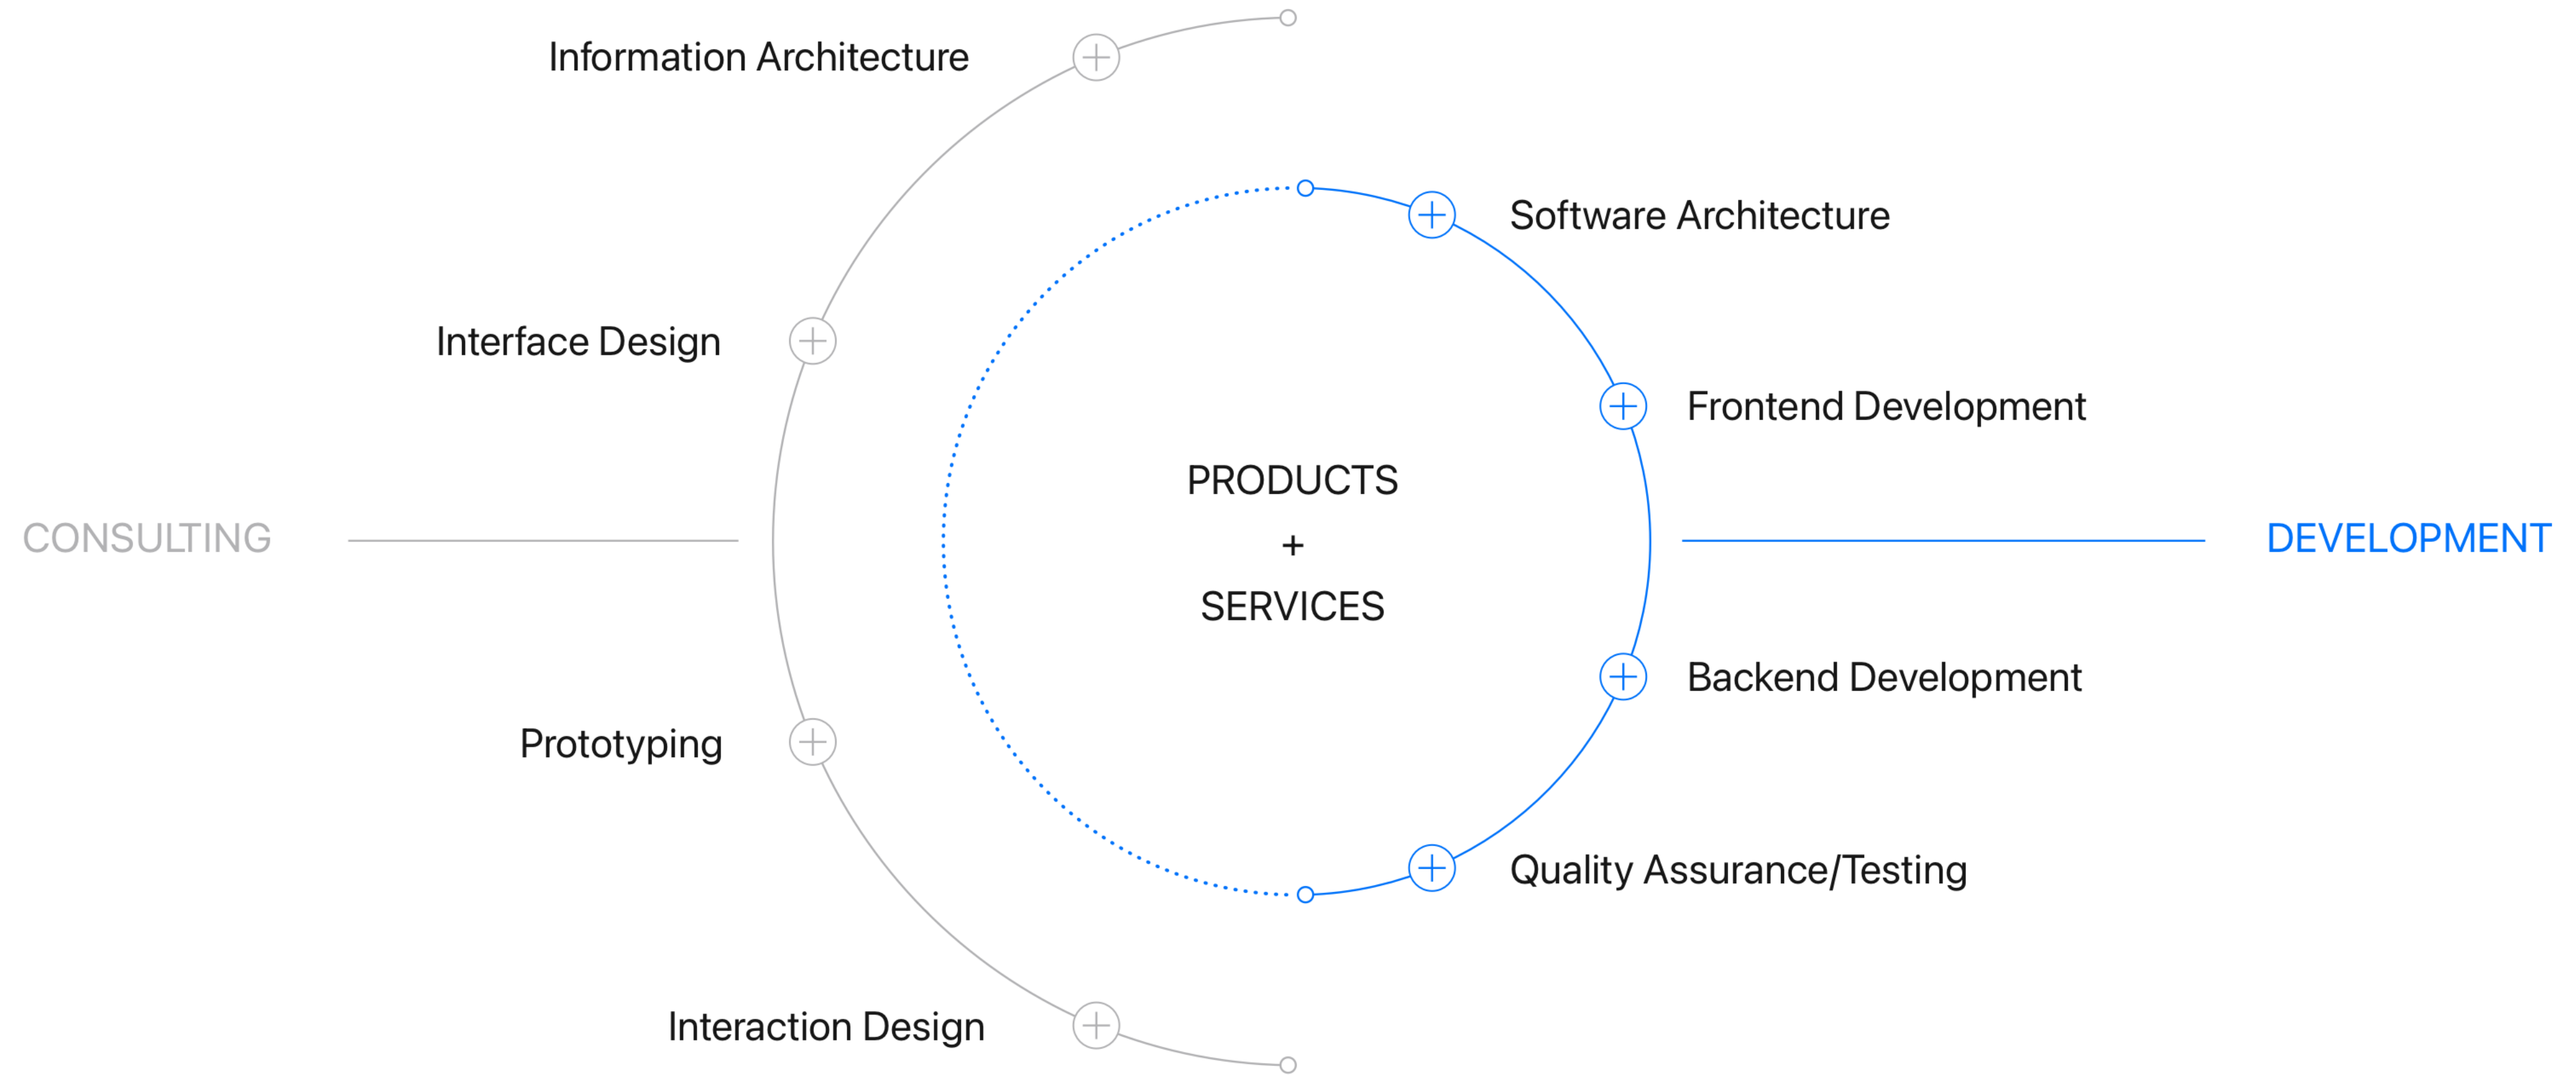 Information Architecture
Software Architecture
Interface Design
Frontend Development
PRODUCTS
+
SERVICES
CONSULTING
DEVELOPMENT
Backend Development
Prototyping
Quality Assurance/Testing
Interaction Design